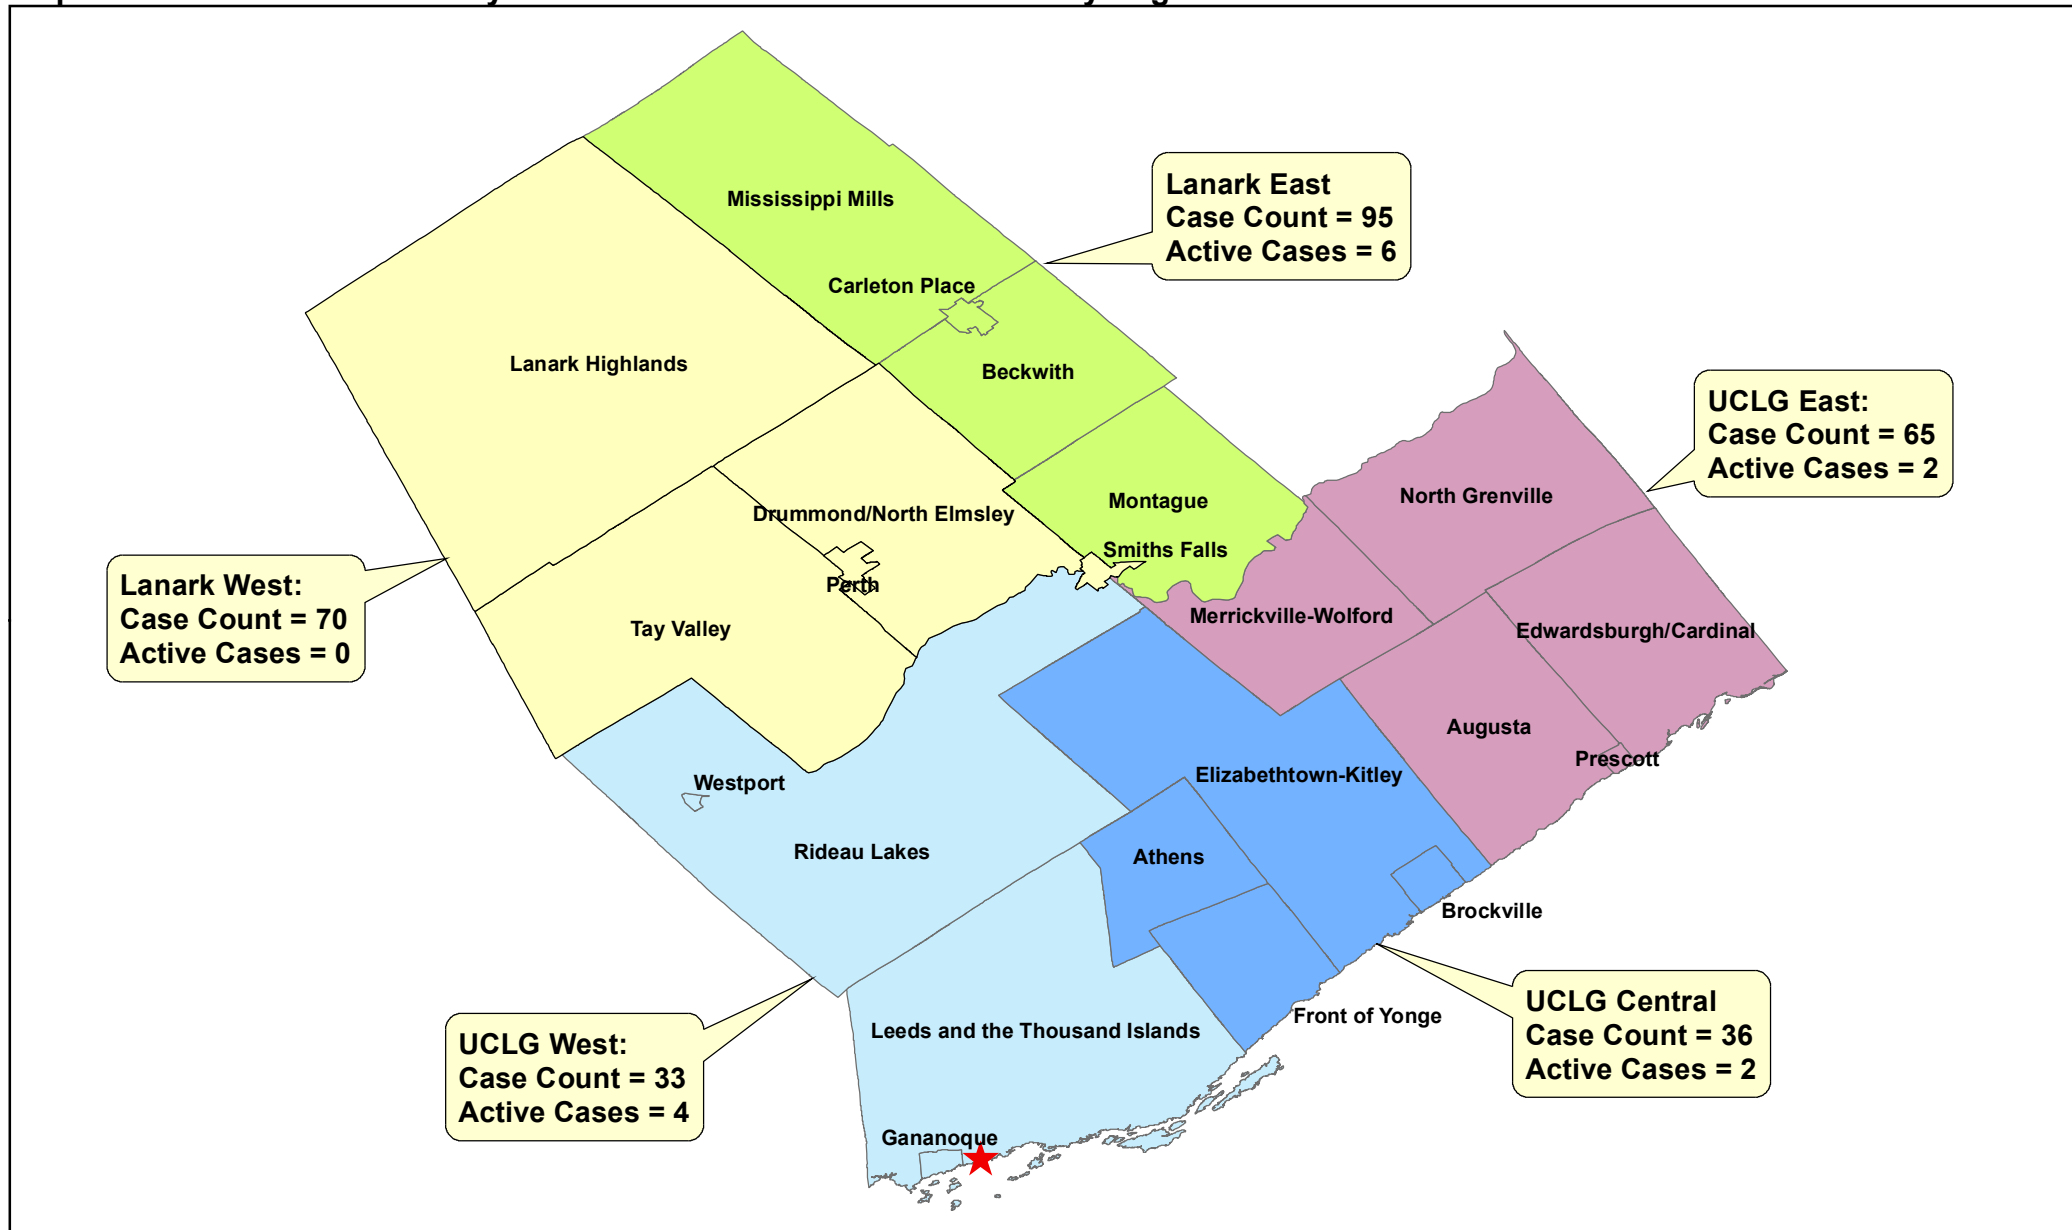 Mississippi Mills
Lanark East
Case Count = 95
Active Cases = 6
Carleton Place
Lanark Highlands
Beckwith
UCLG East:
Case Count = 65
Active Cases = 2
North Grenville
Montague
Drummond/North Elmsley
Smiths Falls
Lanark West:
Case Count = 70
Active Cases = 0
Perth
Merrickville-Wolford
Tay Valley
Edwardsburgh/Cardinal
Augusta
Prescott
Elizabethtown-Kitley
Westport
Rideau Lakes
Athens
Brockville
UCLG Central
Case Count = 36
Active Cases = 2
Front of Yonge
Leeds and the Thousand Islands
UCLG West:
Case Count = 33
Active Cases = 4
Gananoque